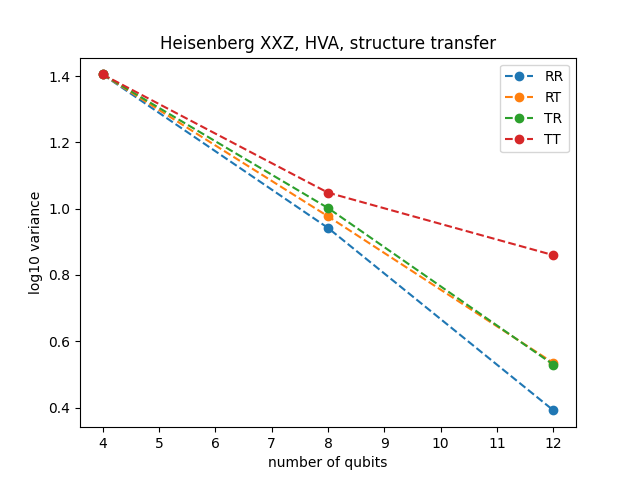 Heisenberg XXZ, HVA, structure transfer
RR
RT
TR
TT
log10 variance
1.4
1.2
1.0
0.8
0.6
0.4
4 5 6 7 8 9 10 11 12
number of qubits